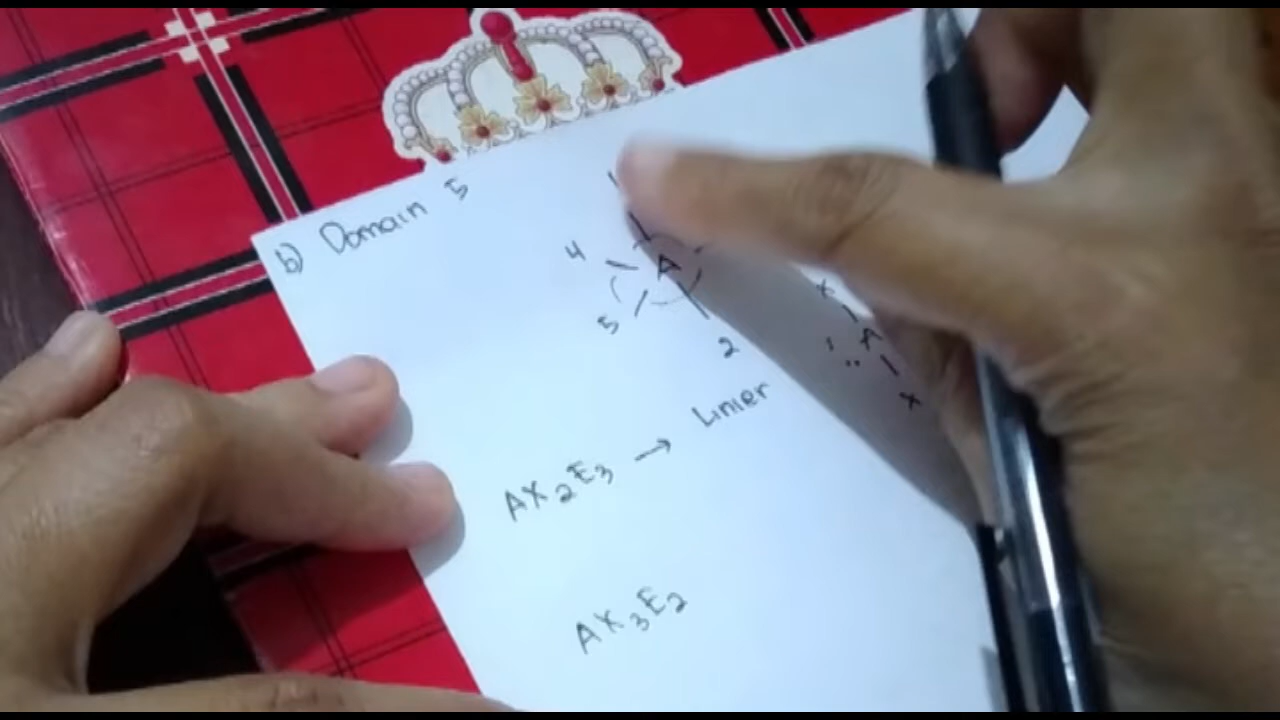 b) Domain 5
4
A
5
2
X
A
X
AX₂E₃ → Linier
AX₃E₂